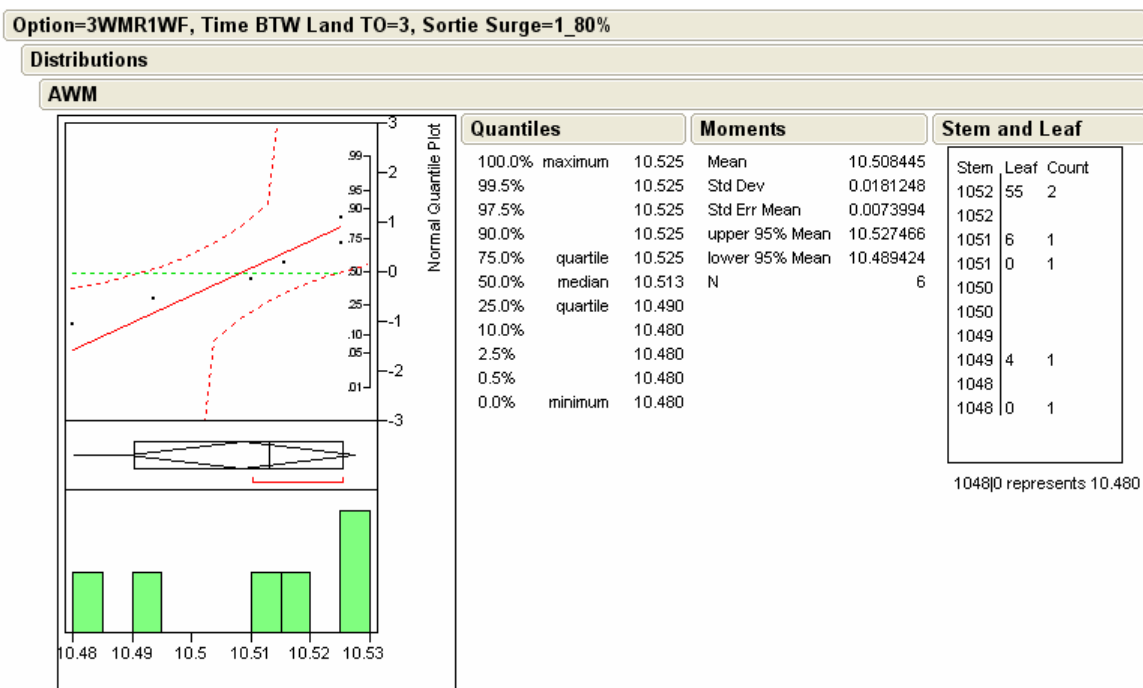 Option=3WMR1WF, Time BTW Land TO=3, Sortie Surge=1_80%
Distributions
AWM
3
2
1
0
-1
-2
-3
.99
.95
.90
.75
.50
.25
.10
.05
.01
Normal Quantile Plot
10.48 10.49 10.5 10.51 10.52 10.53
Quantiles
100.0% maximum 10.525
99.5% 10.525
97.5% 10.525
90.0% 10.525
75.0% quartile 10.525
50.0% median 10.513
25.0% quartile 10.490
10.0% 10.480
2.5% 10.480
0.5% 10.480
0.0% minimum 10.480
Moments
Mean 10.508445
Std Dev 0.0181248
Std Err Mean 0.0073994
upper 95% Mean 10.527466
lower 95% Mean 10.489424
N 6
Stem and Leaf
Stem Leaf Count
1052 55 2
1052
1051 6 1
1051 0 1
1050
1050
1049
1049 4 1
1048
1048 0 1
1048|0 represents 10.480